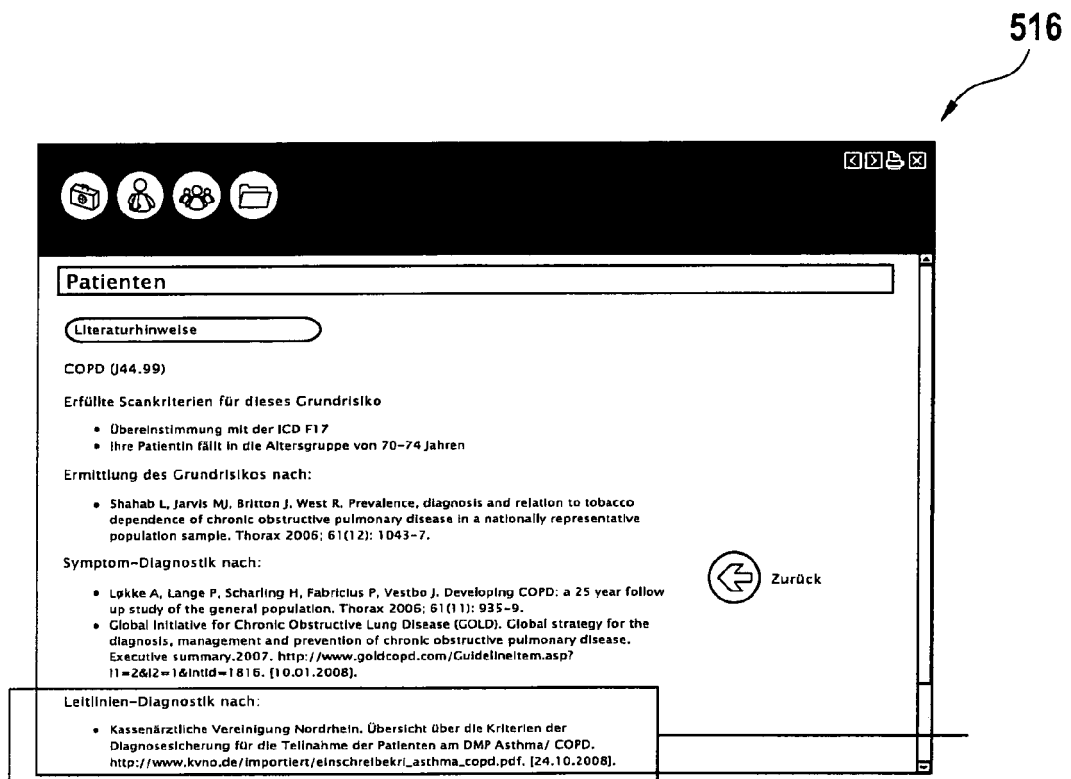 516
Patienten
Literaturhinweise
COPD (J44.99)
Erfüllte Scankriterien für dieses Grundrisiko
• Übereinstimmung mit der ICD F17
• Ihre Patientin fällt in die Altersgruppe von 70-74 Jahren
Ermittlung des Grundrisikos nach:
• Shahab L, Jarvis MJ, Britton J, West R. Prevalence, diagnosis and relation to tobacco
dependence of chronic obstructive pulmonary disease in a nationally representative
population sample. Thorax 2006; 61(12): 1043-7.
Symptom-Diagnostik nach:
• Løkke A, Lange P, Scharling H, Fabricius P, Vestbo J. Developing COPD: a 25 year follow
up study of the general population. Thorax 2006; 61(11): 935-9.
• Global Initiative for Chronic Obstructive Lung Disease (GOLD). Global strategy for the
diagnosis, management and prevention of chronic obstructive pulmonary disease.
Executive summary.2007. http://www.goldcopd.com/Guidelineitem.asp?
l1=2&l2=1&intId=1816. [10.01.2008].
Zurück
Leitlinien-Diagnostik nach:
• Kassenärztliche Vereinigung Nordrhein. Übersicht über die Kriterien der
Diagnosesicherung für die Teilnahme der Patienten am DMP Asthma/ COPD.
http://www.kvno.de/importiert/einschreibekri_asthma_copd.pdf. [24.10.2008].